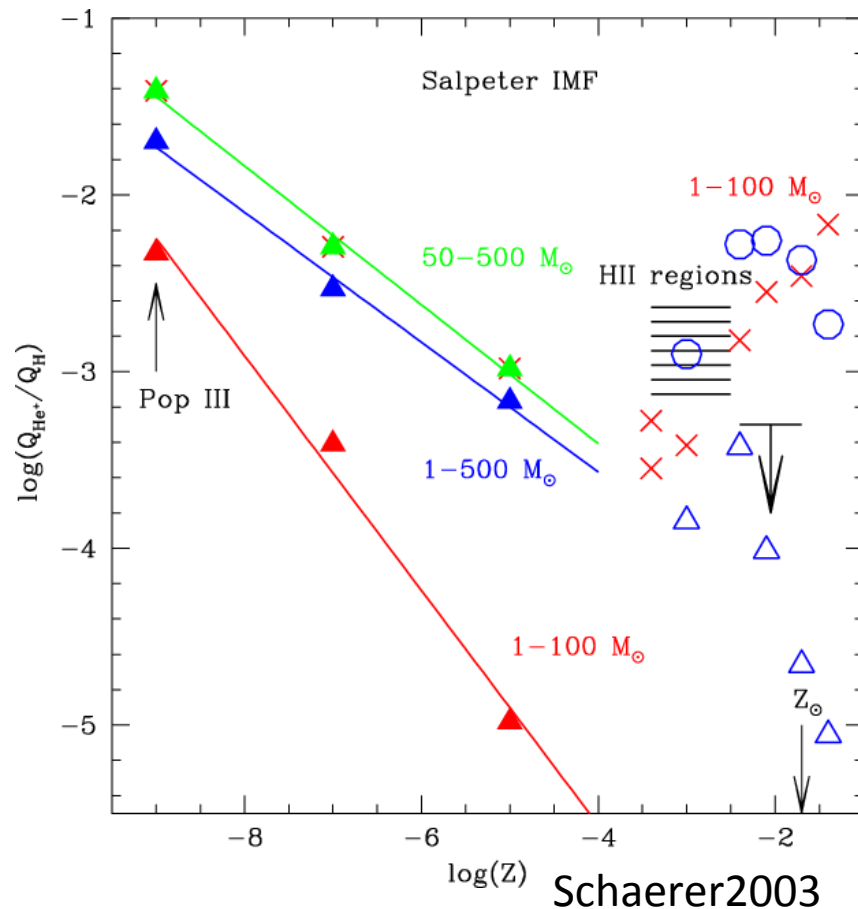 Salpeter IMF
1−100 M☉
50−500 M☉
HII regions
Pop III
1−500 M☉
1−100 M☉
Z☉
log(Q_He⁺/Q_H)
−1
−2
−3
−4
−5
−8
−6
−4
−2
log(Z)
Schaerer2003